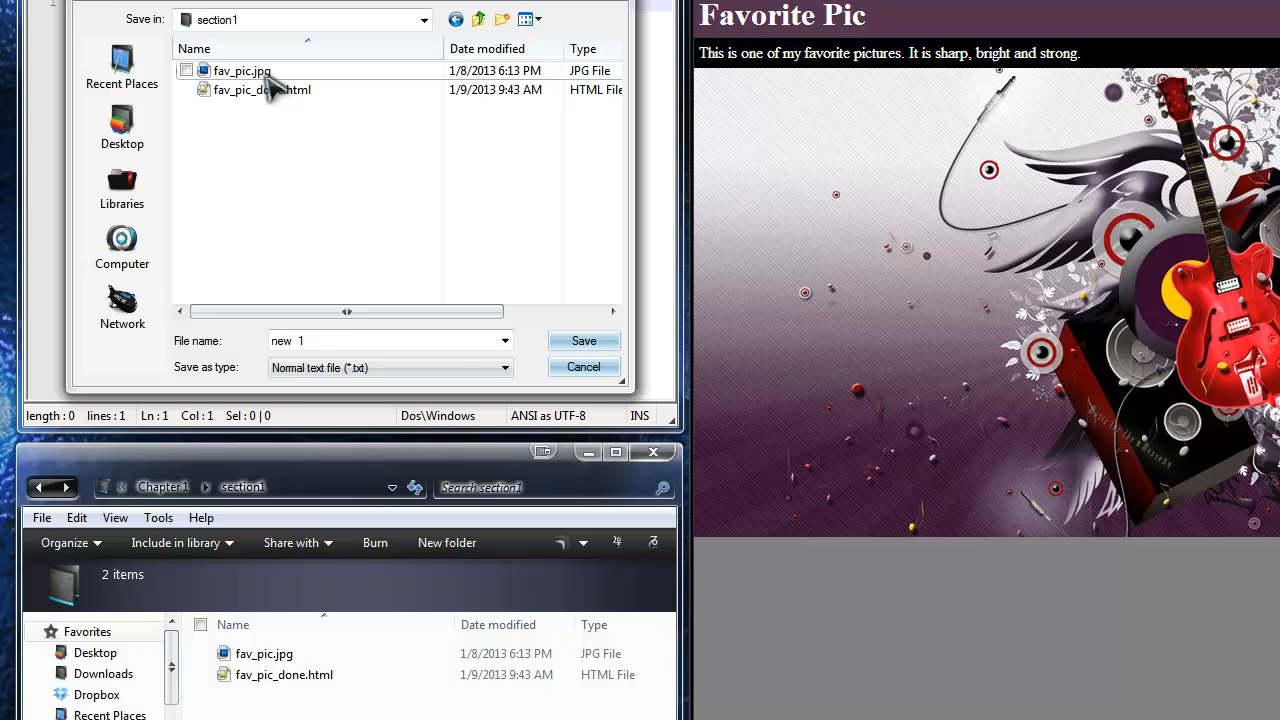 Save in:
section1
Name
Date modified
Type
fav_pic.jpg
1/8/2013 6:13 PM
JPG File
html
1/9/2013 9:43 AM
HTML File
Recent Places
Desktop
Libraries
Computer
Network
File name:
new 1
Save
Save as type:
Normal text file (*.txt)
Cancel
length : 0 lines : 1
Ln : 1 Col : 1 Sel : 0 | 0
Dos\Windows
ANSI as UTF-8
INS
Chapter1
section1
Search section1
File
Edit
View
Tools
Help
Organize
Include in library
Share with
Burn
New folder
2 items
Favorites
Desktop
Downloads
Dropbox
Recent Places
Name
Date modified
Type
fav_pic.jpg
1/8/2013 6:13 PM
JPG File
fav_pic_done.html
1/9/2013 9:43 AM
HTML File
Favorite Pic
This is one of my favorite pictures. It is sharp, bright and strong.